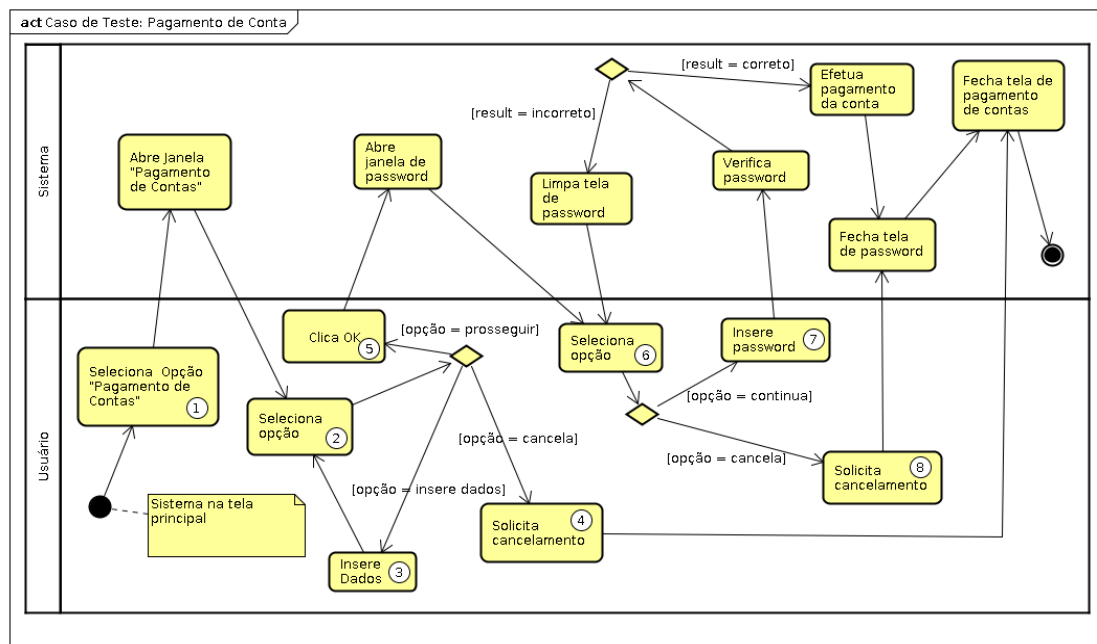 act Caso de Teste: Pagamento de Conta
Sistema
Abre Janela
"Pagamento
de Contas"
Abre
janela de
password
[result = incorreto]
[result = correto]
Limpa tela
de
password
Verifica
password
Efetua
pagamento
da conta
Fecha tela de
pagamento
de contas
Fecha tela
de password
Usuário
Seleciona Opção
"Pagamento de
Contas"
1
Sistema na tela
principal
Seleciona
opção
2
Clica OK
5
[opção = prosseguir]
[opção = cancela]
[opção = insere dados]
Insere
Dados
3
Solicita
cancelamento
4
Seleciona
opção
6
Insere
password
7
[opção = continua]
[opção = cancela]
Solicita
cancelamento
8